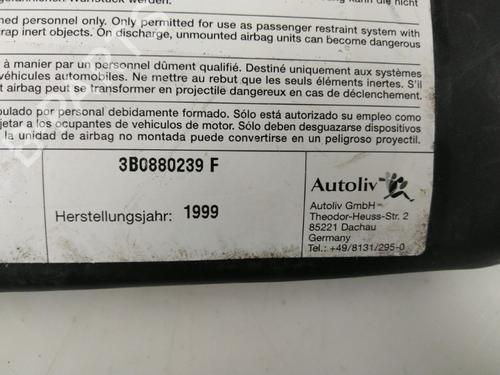 sed personnel only. Only permitted for use as passenger restraint system with
rap inert objects. On discharge, unmounted airbag units can become dangerous
à manier par un personnel dûment qualifié. Destiné uniquement aux systèmes
véhicules automobiles. Ne mettre au rebut que les seuls éléments inertes. S'il
t airbag peut se transformer en projectile dangereux en cas de déclenchement.
pulado por personal debidamente formado. Sólo está autorizado su empleo como
jetar a los ocupantes de vehículos de motor. Sólo deben desguazarse dispositivos
la unidad de airbag no montada puede convertirse en un peligroso proyectil.
3B0880239 F
Herstellungsjahr: 1999
Autoliv
Autoliv GmbH
Theodor-Heuss-Str. 2
85221 Dachau
Germany
Tel.: +49/8131/295-0